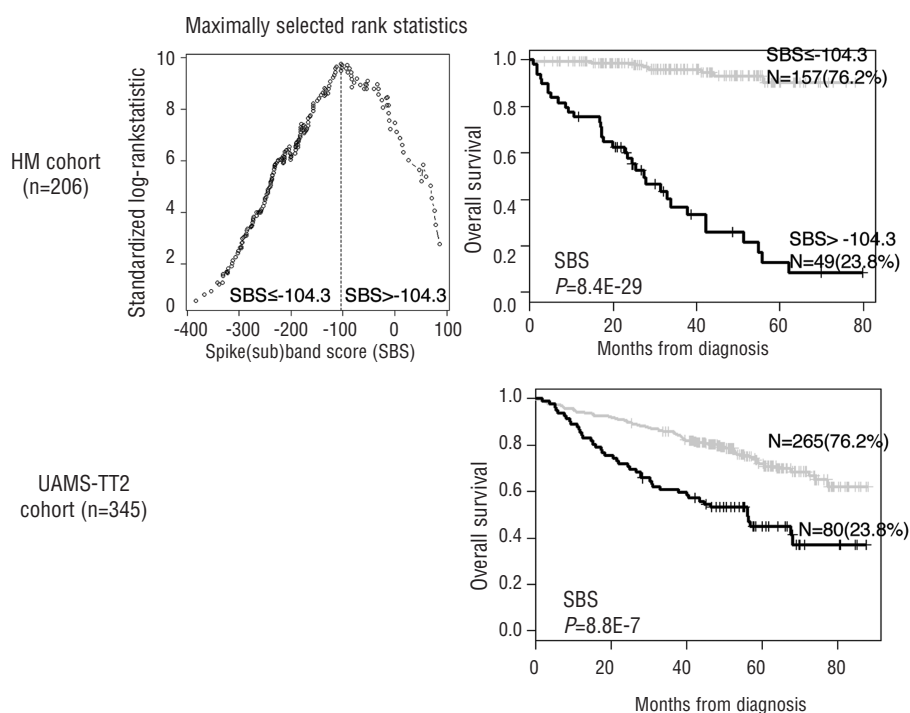 Maximally selected rank statistics
HM cohort
(n=206)
Standardized log-rankstatistic
10
8
6
4
2
0
SBS≤-104.3 SBS>-104.3
-400 -300 -200 -100 0 100
Spike(sub)band score (SBS)
Overall survival
1.0
0.8
0.6
0.4
0.2
0.0
SBS≤-104.3
N=157(76.2%)
SBS> -104.3
N=49(23.8%)
SBS
P=8.4E-29
0 20 40 60 80
Months from diagnosis
UAMS-TT2
cohort (n=345)
Overall survival
1.0
0.8
0.6
0.4
0.2
0.0
N=265(76.2%)
N=80(23.8%)
SBS
P=8.8E-7
0 20 40 60 80
Months from diagnosis